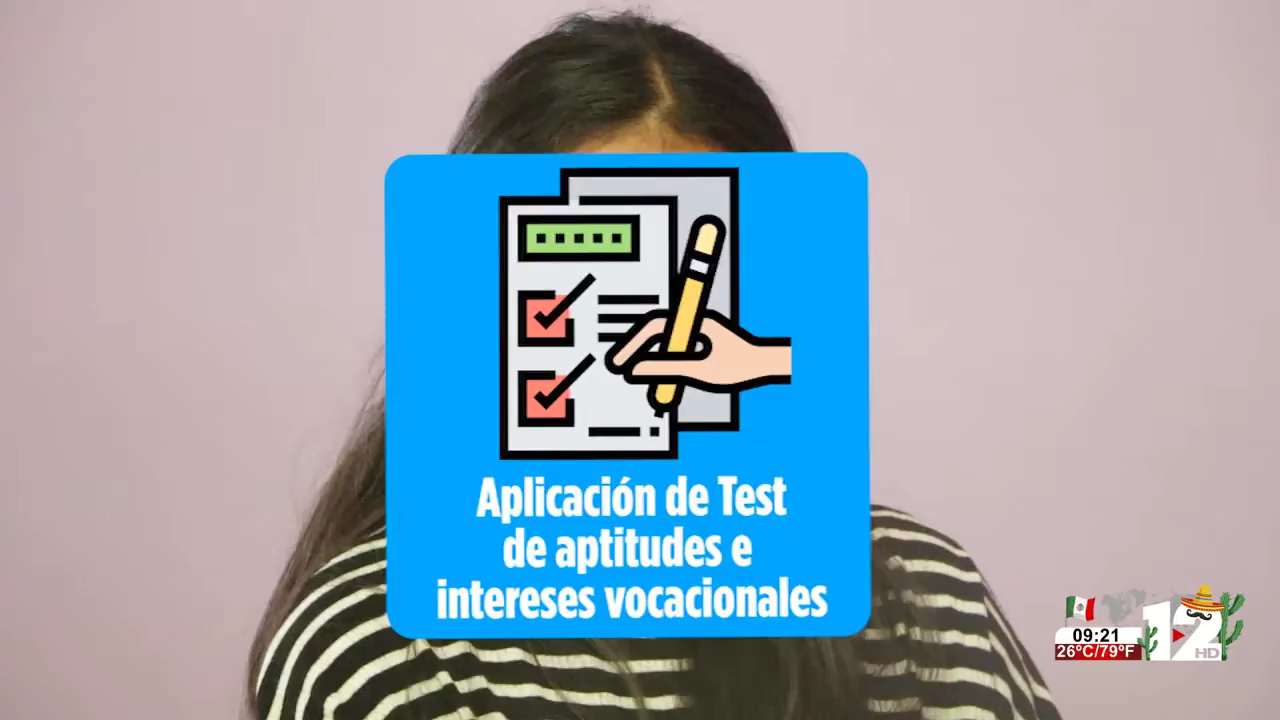 Aplicación de Test
de aptitudes e
intereses vocacionales
09:21
26°C/79°F
12
HD